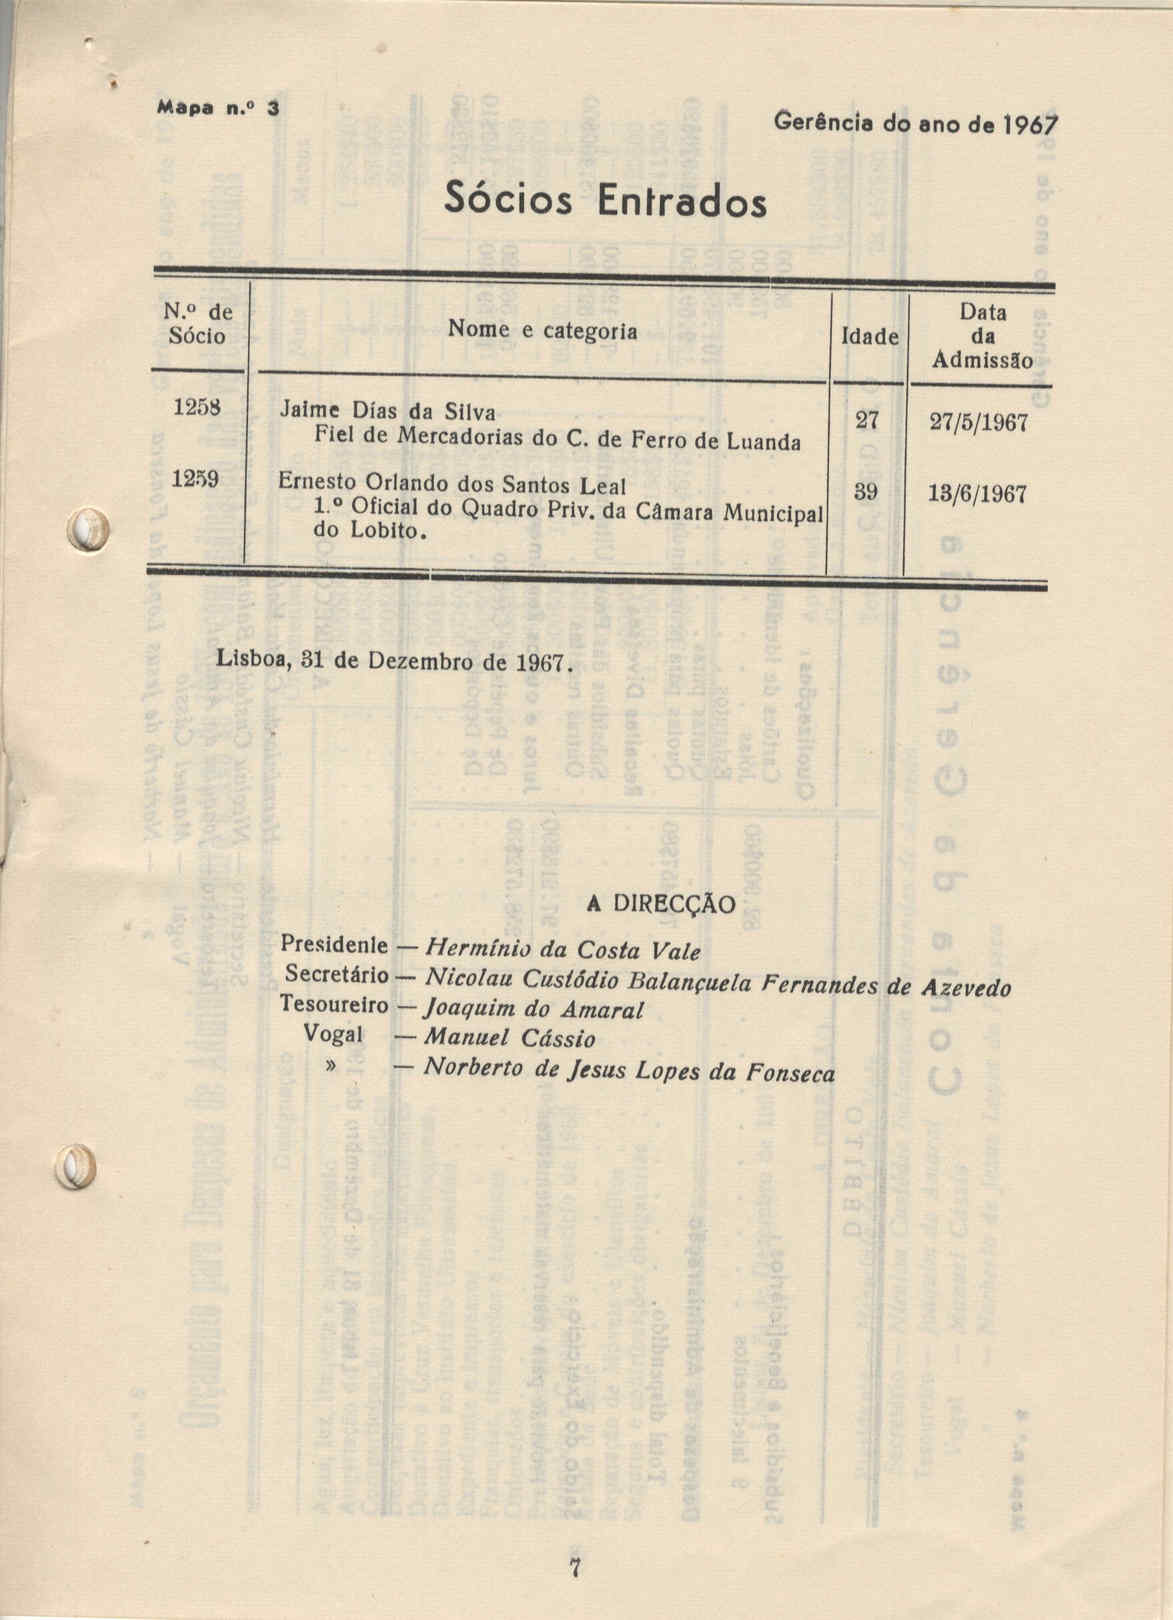 Mapa n.º 3
Gerência do ano de 1967
Sócios Entrados
N.º de Sócio
Nome e categoria
Idade
Data da Admissão
1258
Jaime Días da Silva
Fiel de Mercadorias do C. de Ferro de Luanda
27
27/5/1967
1259
Ernesto Orlando dos Santos Leal
1.º Oficial do Quadro Priv. da Câmara Municipal
do Lobito.
39
13/6/1967
Lisboa, 31 de Dezembro de 1967.
A DIRECÇÃO
Presidente — Hermínio da Costa Vale
Secretário — Nicolau Custódio Balançuela Fernandes de Azevedo
Tesoureiro — Joaquim do Amaral
Vogal — Manuel Cássio
» — Norberto de Jesus Lopes da Fonseca
7